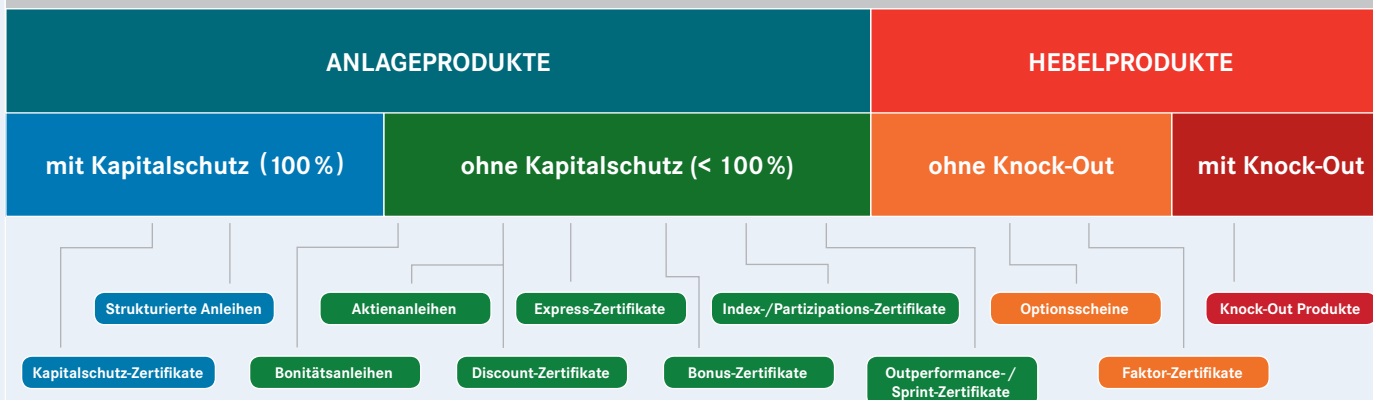 ANLAGEPRODUKTE
HEBELPRODUKTE
mit Kapitalschutz (100 %)
ohne Kapitalschutz (< 100 %)
ohne Knock-Out
mit Knock-Out
Strukturierte Anleihen
Aktienanleihen
Express-Zertifikate
Index-/Partizipations-Zertifikate
Optionsscheine
Knock-Out Produkte
Kapitalschutz-Zertifikate
Bonitätsanleihen
Discount-Zertifikate
Bonus-Zertifikate
Outperformance-/
Sprint-Zertifikate
Faktor-Zertifikate